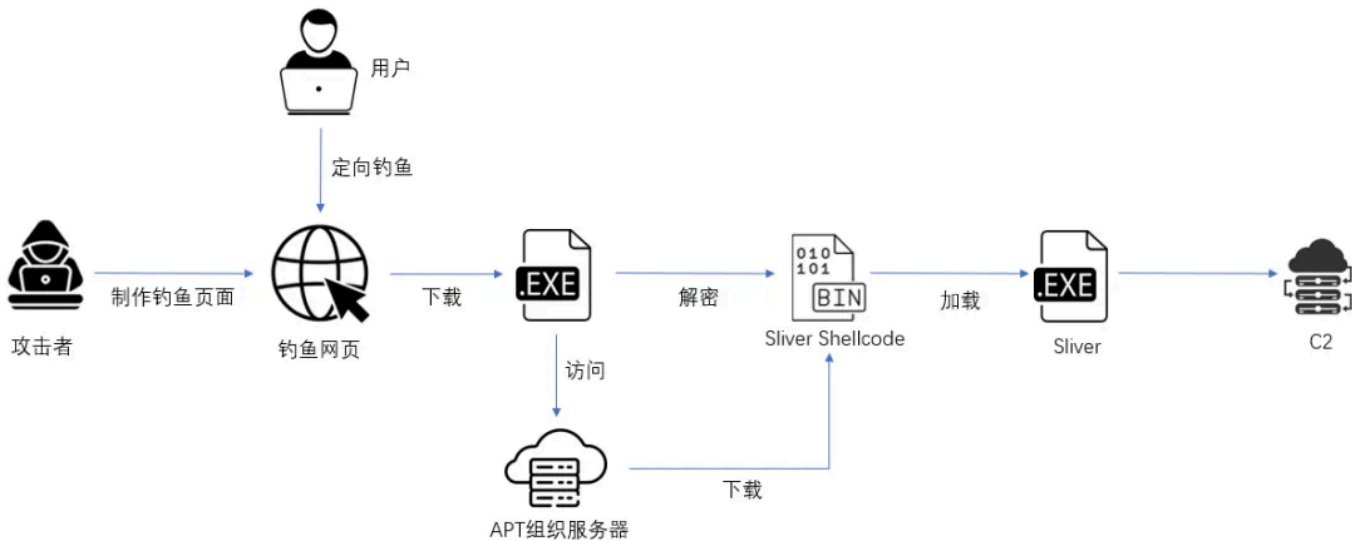 用户
定向钓鱼
制作钓鱼页面
下载
.EXE
解密
010
101
BIN
加载
.EXE
攻击者
钓鱼网页
Sliver Shellcode
Sliver
C2
访问
下载
APT组织服务器